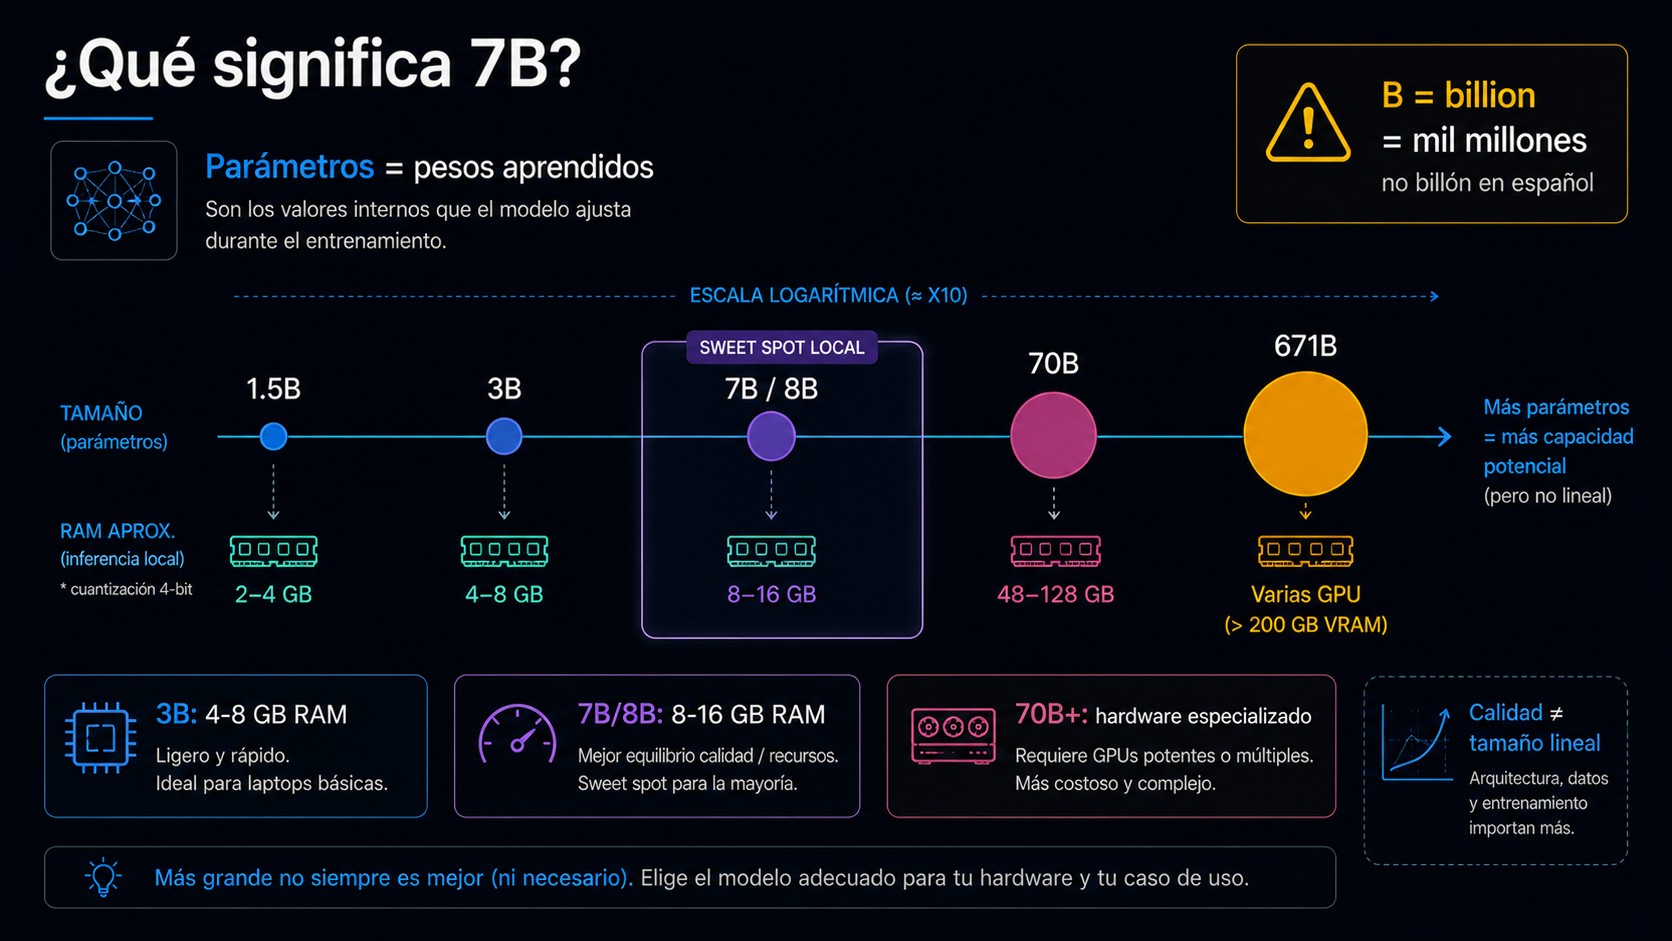 ¿Qué significa 7B?
B = billion
= mil millones
no billón en español
Parámetros = pesos aprendidos
Son los valores internos que el modelo ajusta
durante el entrenamiento.
ESCALA LOGARÍTMICA (≈ X10)
SWEET SPOT LOCAL
1.5B
3B
7B / 8B
70B
671B
TAMAÑO
(parámetros)
Más parámetros
= más capacidad
potencial
(pero no lineal)
RAM APROX.
(inferencia local)
* cuantización 4-bit
2–4 GB
4–8 GB
8–16 GB
48–128 GB
Varias GPU
(> 200 GB VRAM)
3B: 4-8 GB RAM
Ligero y rápido.
Ideal para laptops básicas.
7B/8B: 8-16 GB RAM
Mejor equilibrio calidad / recursos.
Sweet spot para la mayoría.
70B+: hardware especializado
Requiere GPUs potentes o múltiples.
Más costoso y complejo.
Calidad ≠
tamaño lineal
Arquitectura, datos
y entrenamiento
importan más.
Más grande no siempre es mejor (ni necesario). Elige el modelo adecuado para tu hardware y tu caso de uso.